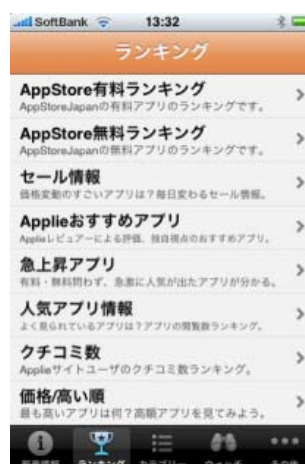 SoftBank 13:32
ランキング
AppStore有料ランキング
AppStoreJapanの有料アプリのランキングです。
AppStore無料ランキング
AppStoreJapanの無料アプリのランキングです。
セール情報
価格変動のすごいアプリは?毎日変わるセール情報。
Applieおすすめアプリ
Applieレビュアーによる評価、独自視点のおすすめアプリ。
急上昇アプリ
有料・無料問わず、急激に人気が出たアプリが分かる。
人気アプリ情報
よく見られているアプリは?アプリの閲覧数ランキング。
クチコミ数
Applieサイトユーザのクチコミ数ランキング。
価格/高い順
最も高いアプリは何?高額アプリを見てみよう。
ランキング カテゴリー